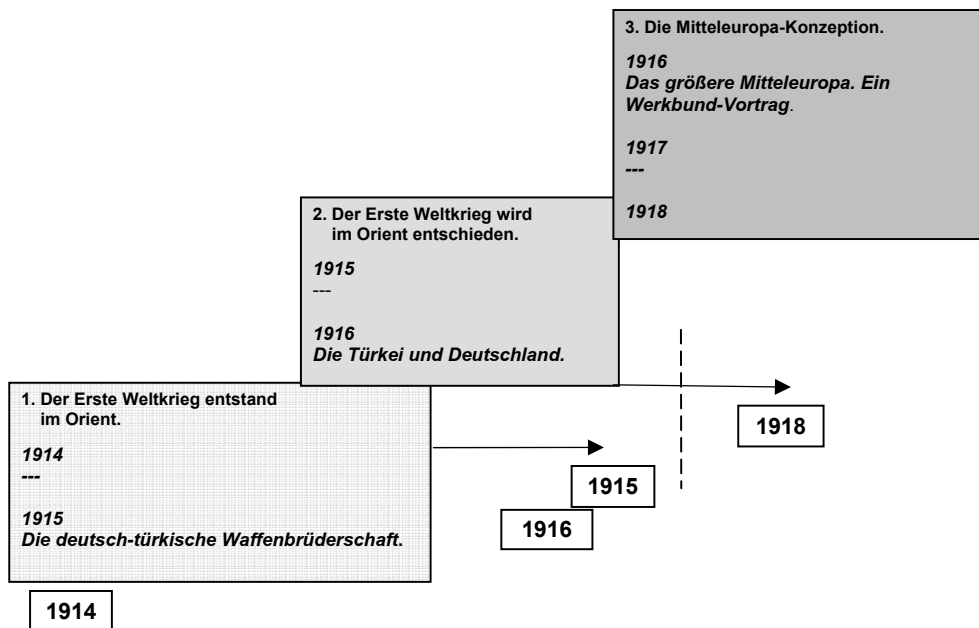 3. Die Mitteleuropa-Konzeption.
1916
Das größere Mitteleuropa. Ein
Werkbund-Vortrag.
1917
---
1918
2. Der Erste Weltkrieg wird
im Orient entschieden.
1915
---
1916
Die Türkei und Deutschland.
1. Der Erste Weltkrieg entstand
im Orient.
1914
---
1915
Die deutsch-türkische Waffenbrüderschaft.
1918
1915
1916
1914